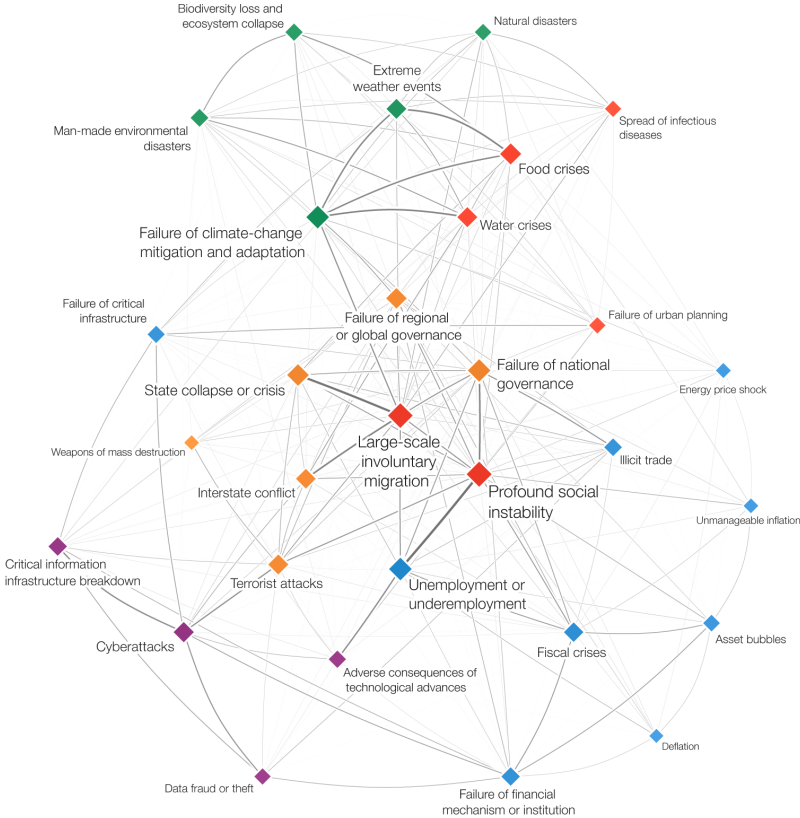 Biodiversity loss and
ecosystem collapse
Natural disasters
Extreme
weather events
Man-made environmental
disasters
Spread of infectious
diseases
Food crises
Failure of climate-change
mitigation and adaptation
Water crises
Failure of critical
infrastructure
Failure of regional
or global governance
Failure of urban planning
State collapse or crisis
Failure of national
governance
Energy price shock
Large-scale
involuntary
migration
Weapons of mass destruction
Illicit trade
Interstate conflict
Profound social
instability
Unmanageable inflation
Critical information
infrastructure breakdown
Terrorist attacks
Unemployment or
underemployment
Cyberattacks
Fiscal crises
Asset bubbles
Adverse consequences of
technological advances
Deflation
Data fraud or theft
Failure of financial
mechanism or institution